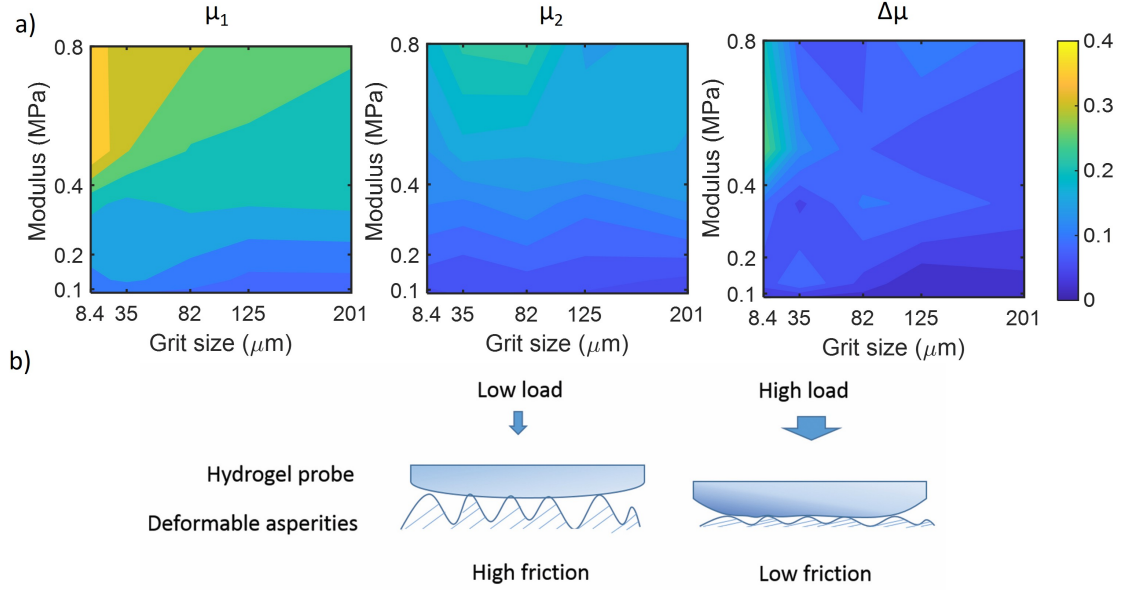 a)
μ1
μ2
Δμ
Modulus (MPa)
0.8
0.4
0.2
0.1
8.4 35 82 125 201
Grit size (μm)
Modulus (MPa)
0.8
0.4
0.2
0.1
8.4 35 82 125 201
Grit size (μm)
Modulus (MPa)
0.8
0.4
0.2
0.1
8.4 35 82 125 201
Grit size (μm)
0.4
0.3
0.2
0.1
0
b)
Low load
High load
Hydrogel probe
Deformable asperities
High friction
Low friction